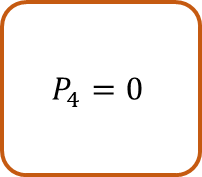 P₄ = 0